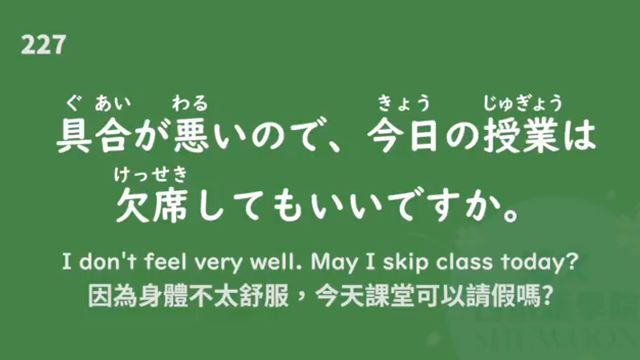 227
ぐ あい わる きょう じゅぎょう
具合が悪いので、今日の授業は
けっせき
欠席してもいいですか。
I don't feel very well. May I skip class today?
因為身體不太舒服，今天課堂可以請假嗎?